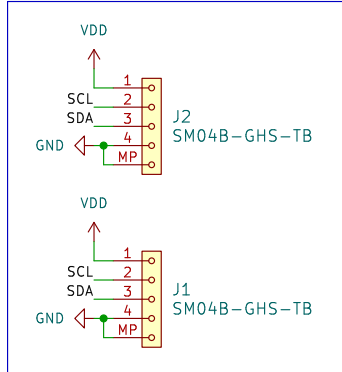 VDD
1
SCL 2
SDA 3
GND 4
MP
J2
SM04B-GHS-TB
VDD
1
SCL 2
SDA 3
GND 4
MP
J1
SM04B-GHS-TB